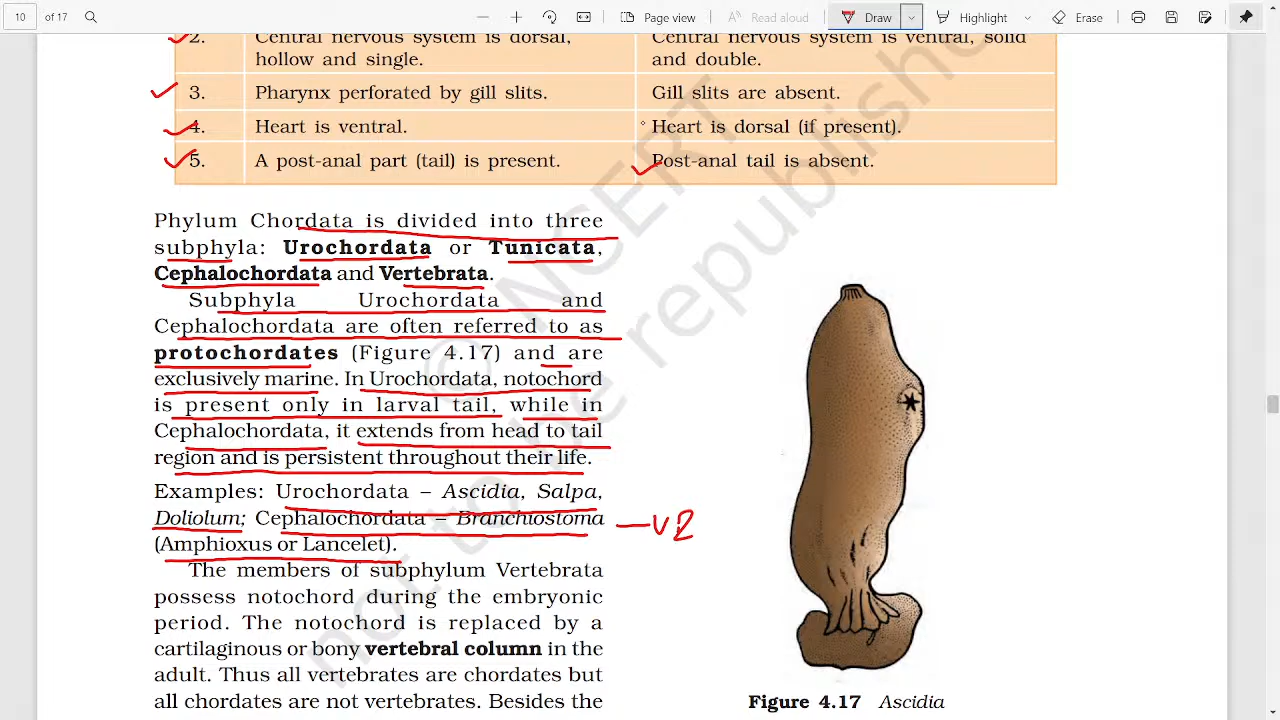 10 of 17
Page view
Read aloud
Draw
Highlight
Erase
2. Central nervous system is dorsal, Central nervous system is ventral, solid
hollow and single. and double.
3. Pharynx perforated by gill slits. Gill slits are absent.
4. Heart is ventral. Heart is dorsal (if present).
5. A post-anal part (tail) is present. Post-anal tail is absent.
Phylum Chordata is divided into three
subphyla: Urochordata or Tunicata,
Cephalochordata and Vertebrata.
Subphyla Urochordata and
Cephalochordata are often referred to as
protochordates (Figure 4.17) and are
exclusively marine. In Urochordata, notochord
is present only in larval tail, while in
Cephalochordata, it extends from head to tail
region and is persistent throughout their life.
Examples: Urochordata – Ascidia, Salpa,
Doliolum; Cephalochordata – Branchiostoma
(Amphioxus or Lancelet).
The members of subphylum Vertebrata
possess notochord during the embryonic
period. The notochord is replaced by a
cartilaginous or bony vertebral column in the
adult. Thus all vertebrates are chordates but
all chordates are not vertebrates. Besides the
Figure 4.17 Ascidia
© NCERT
not to be republished